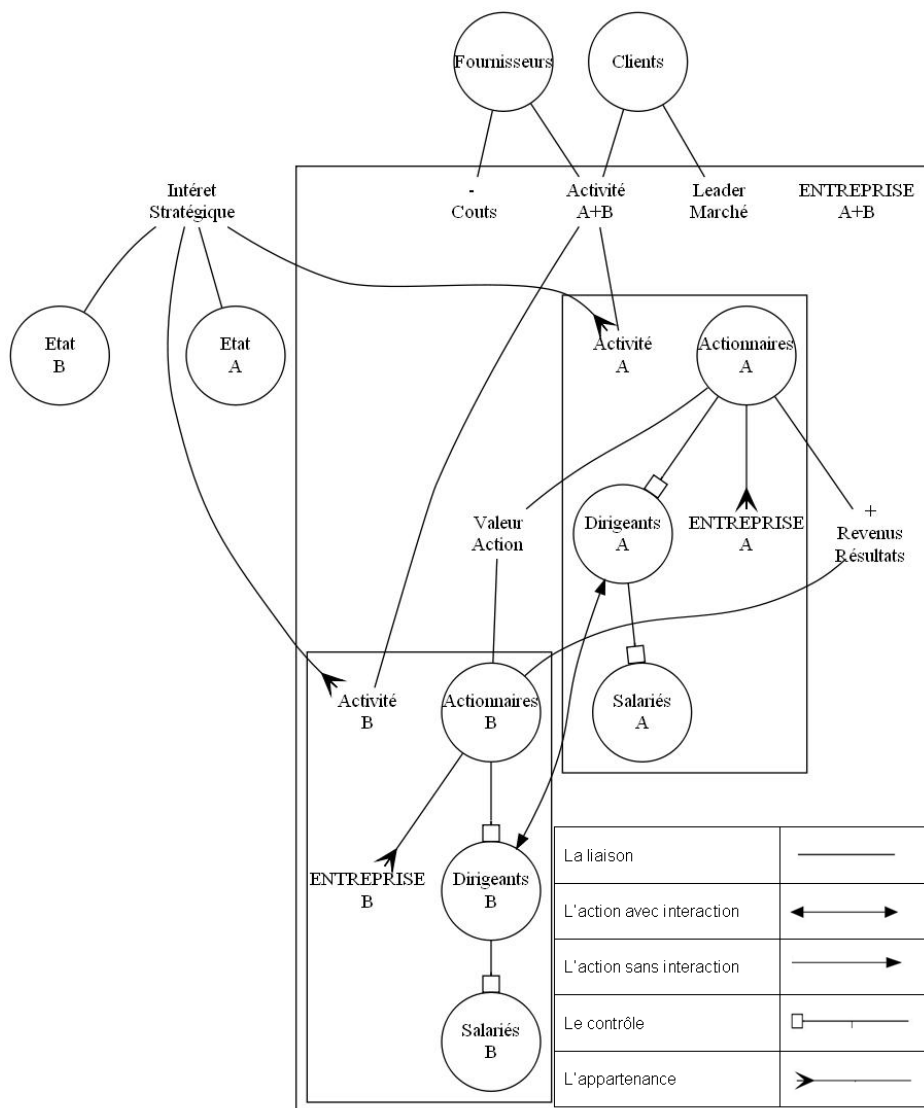 Fournisseurs
Clients
Intéret
Stratégique
-
Couts
Activité
A+B
Leader
Marché
ENTREPRISE
A+B
Etat
B
Etat
A
Activité
A
Actionnaires
A
Valeur
Action
Dirigeants
A
ENTREPRISE
A
+
Revenus
Résultats
Activité
B
Actionnaires
B
Salariés
A
ENTREPRISE
B
Dirigeants
B
Salariés
B
La liaison
L'action avec interaction
L'action sans interaction
Le contrôle
L'appartenance